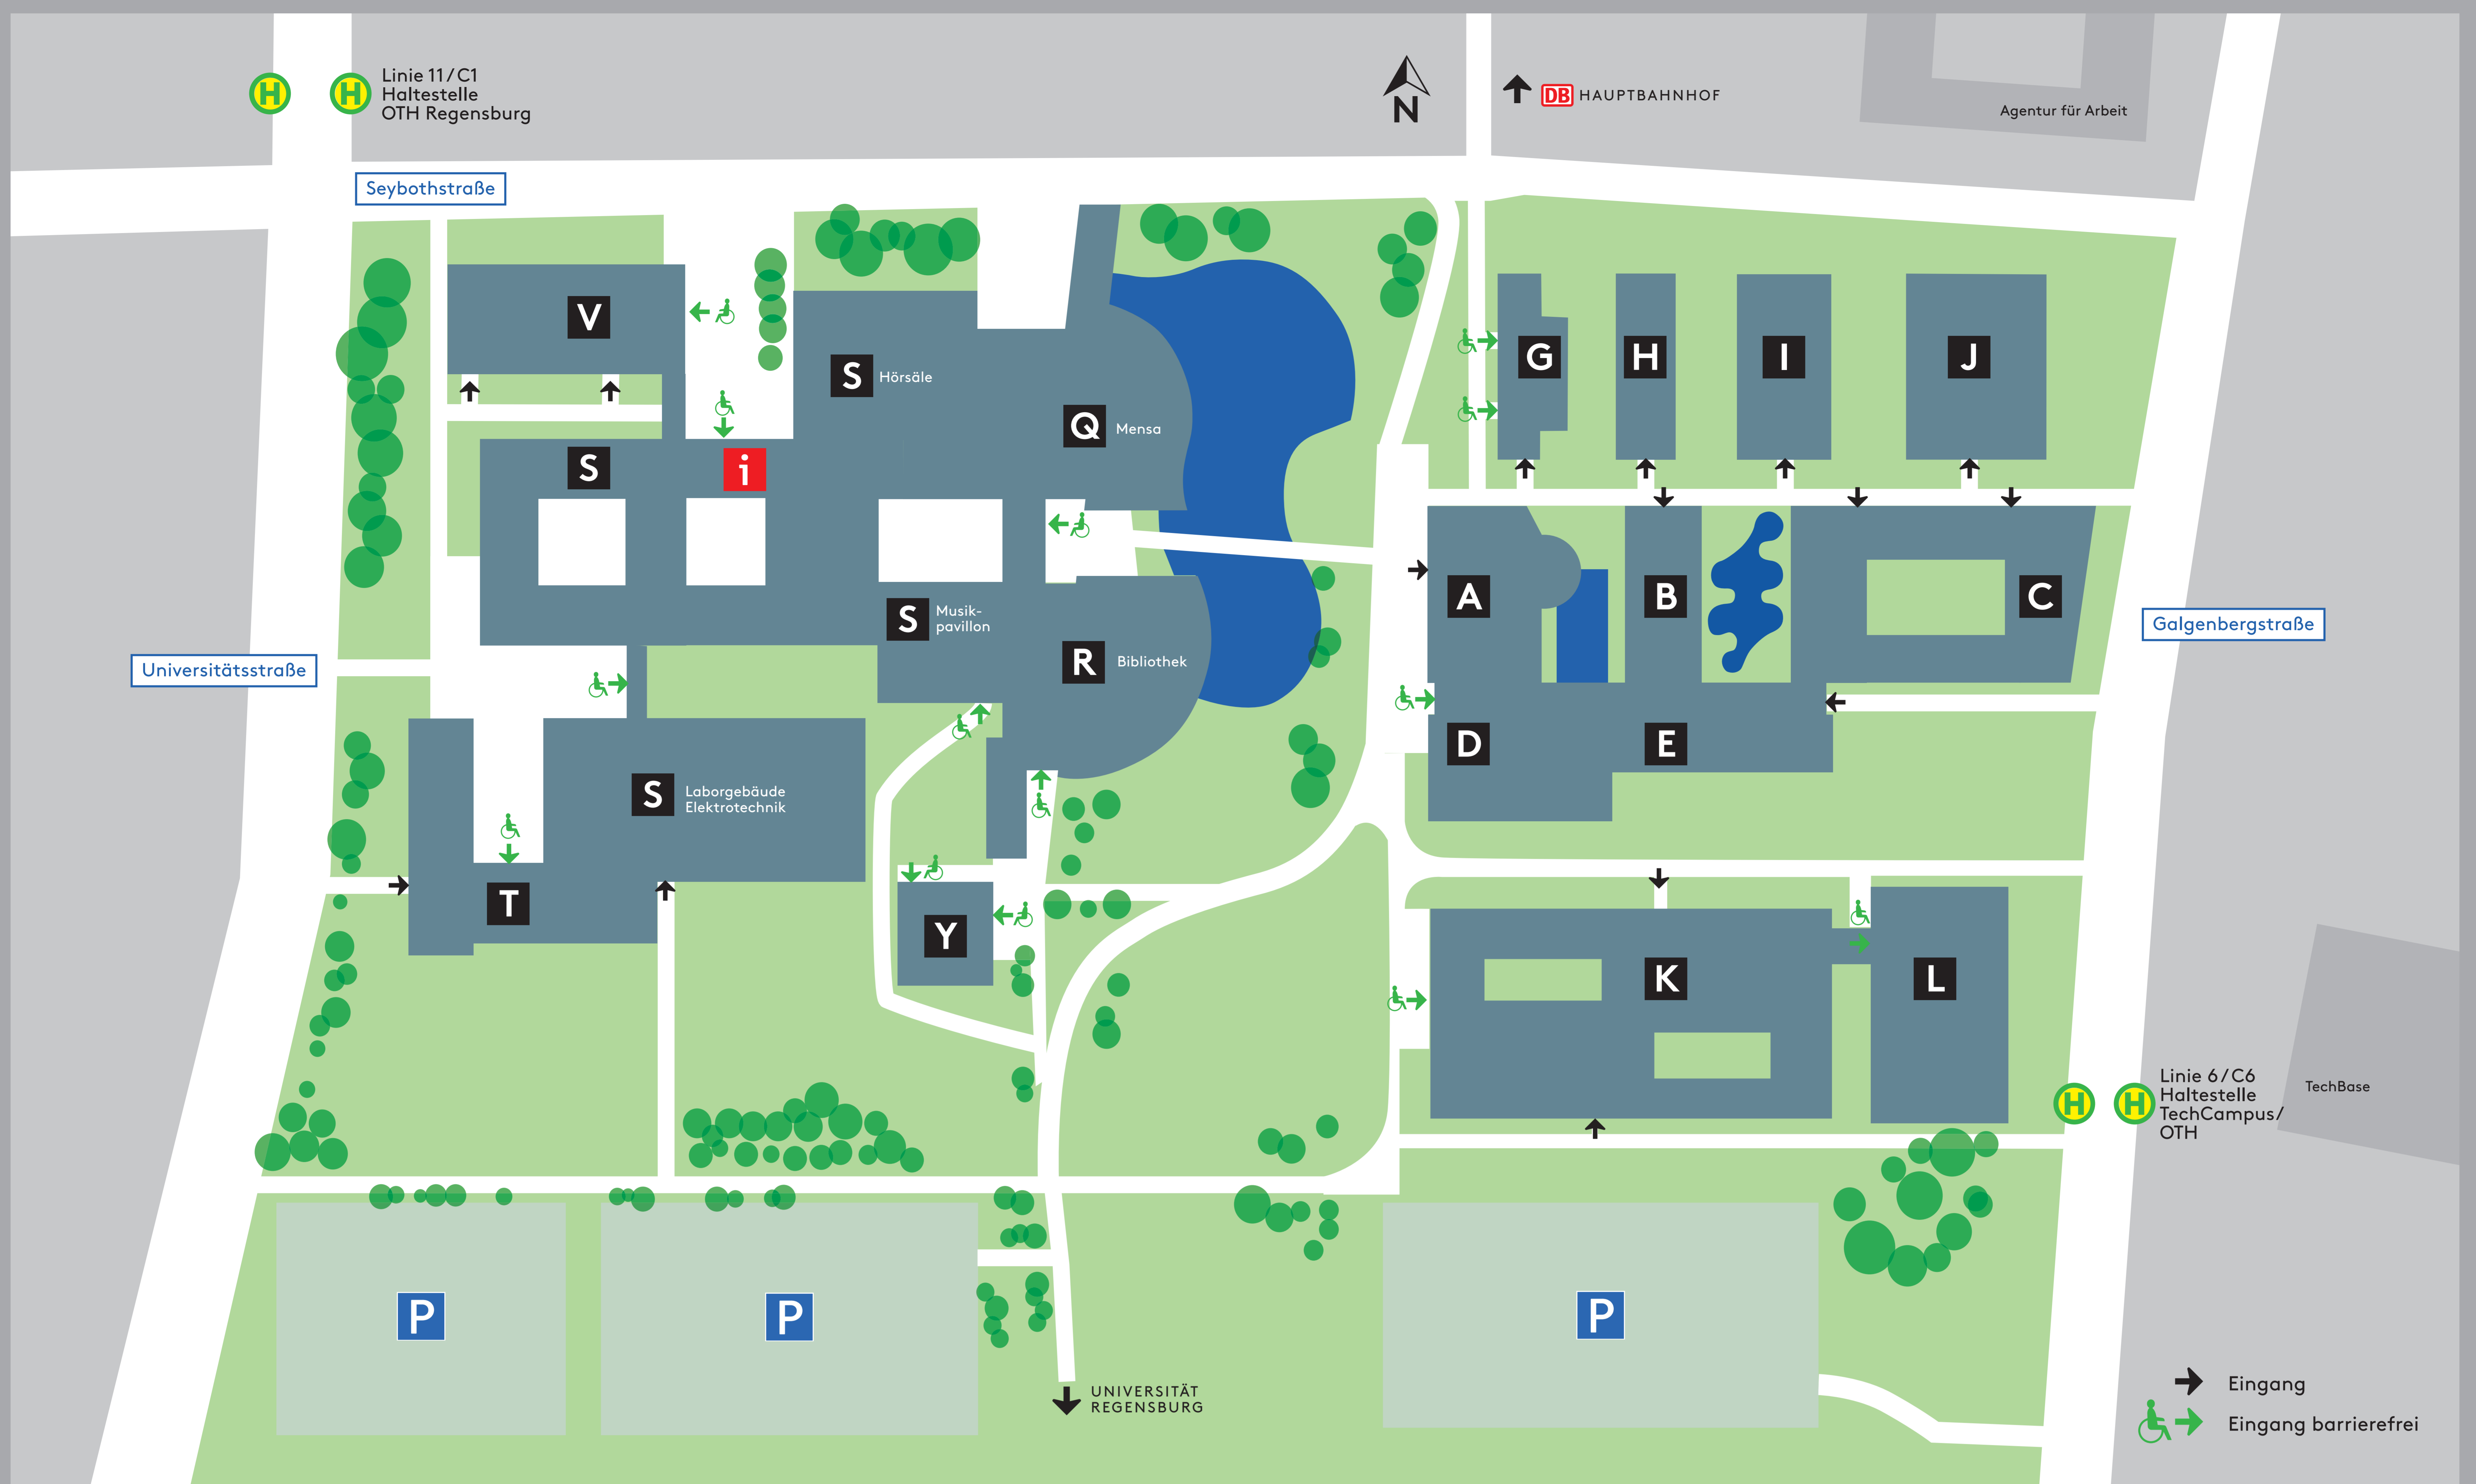 H
H
Linie 11/C1
Haltestelle
OTH Regensburg
N
DB HAUPTBAHNHOF
Agentur für Arbeit
Seybothstraße
V
S Hörsäle
Q Mensa
G
H
I
J
S
i
A
B
C
S Musik-
pavillon
R Bibliothek
Universitätsstraße
Galgenbergstraße
D
E
S Laborgebäude
Elektrotechnik
T
Y
K
L
H
H
Linie 6/C6
Haltestelle
TechCampus/
OTH
TechBase
P
P
P
UNIVERSITÄT
REGENSBURG
Eingang
Eingang barrierefrei